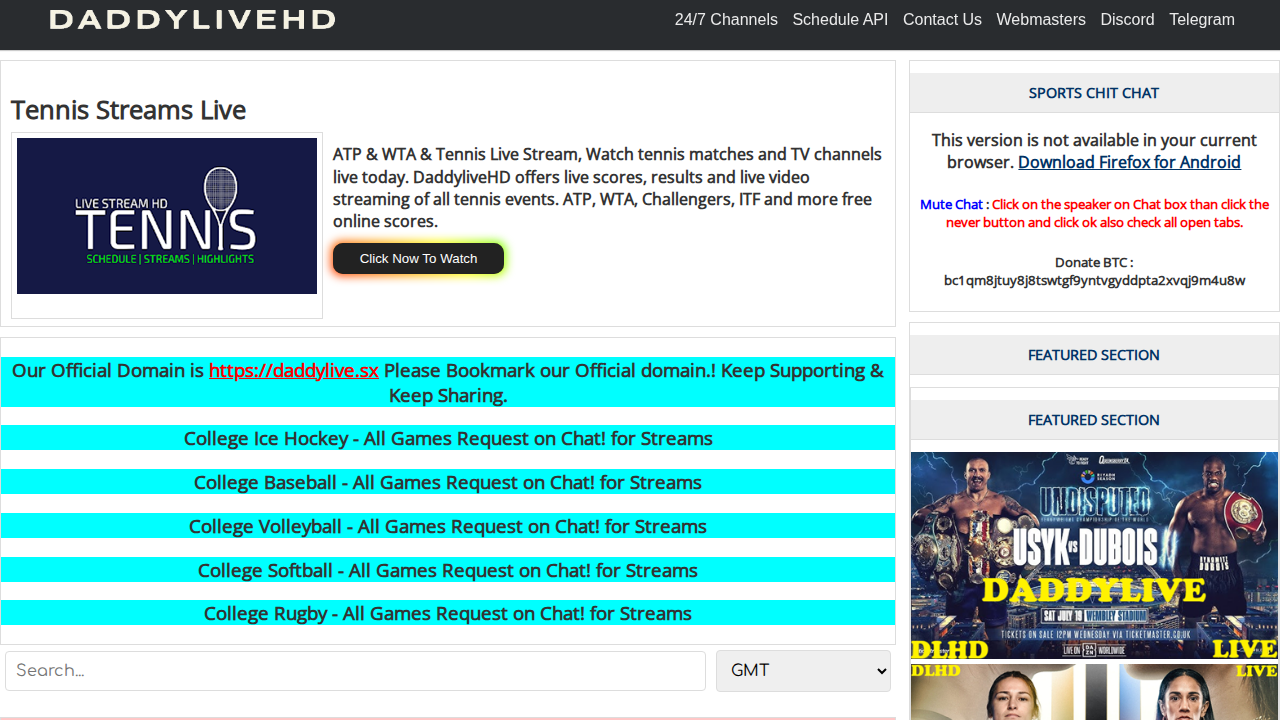 DADDYLIVEHD
24/7 Channels Schedule API Contact Us Webmasters Discord Telegram
Tennis Streams Live
LIVE STREAM HD
TENNIS
SCHEDULE | STREAMS | HIGHLIGHTS
ATP & WTA & Tennis Live Stream, Watch tennis matches and TV channels
live today. DaddyliveHD offers live scores, results and live video
streaming of all tennis events. ATP, WTA, Challengers, ITF and more free
online scores.
Click Now To Watch
Our Official Domain is https://daddylive.sx Please Bookmark our Official domain.! Keep Supporting &
Keep Sharing.
College Ice Hockey - All Games Request on Chat! for Streams
College Baseball - All Games Request on Chat! for Streams
College Volleyball - All Games Request on Chat! for Streams
College Softball - All Games Request on Chat! for Streams
College Rugby - All Games Request on Chat! for Streams
Search...
GMT
SPORTS CHIT CHAT
This version is not available in your current
browser. Download Firefox for Android
Mute Chat : Click on the speaker on Chat box than click the
never button and click ok also check all open tabs.
Donate BTC :
bc1qm8jtuy8j8tswtgf9yntvgyddpta2xvqj9m4u8w
FEATURED SECTION
FEATURED SECTION
RIYADH
SEASON
UNDISPUTED
USYK VS DUBOIS
DADDYLIVE
SAT JULY 19 WEMBLEY STADIUM
TICKETS ON SALE 12PM WEDNESDAY VIA TICKETMASTER.CO.UK
LIVE ON DAZN WORLDWIDE
DLHD LIVE
DLHD LIVE